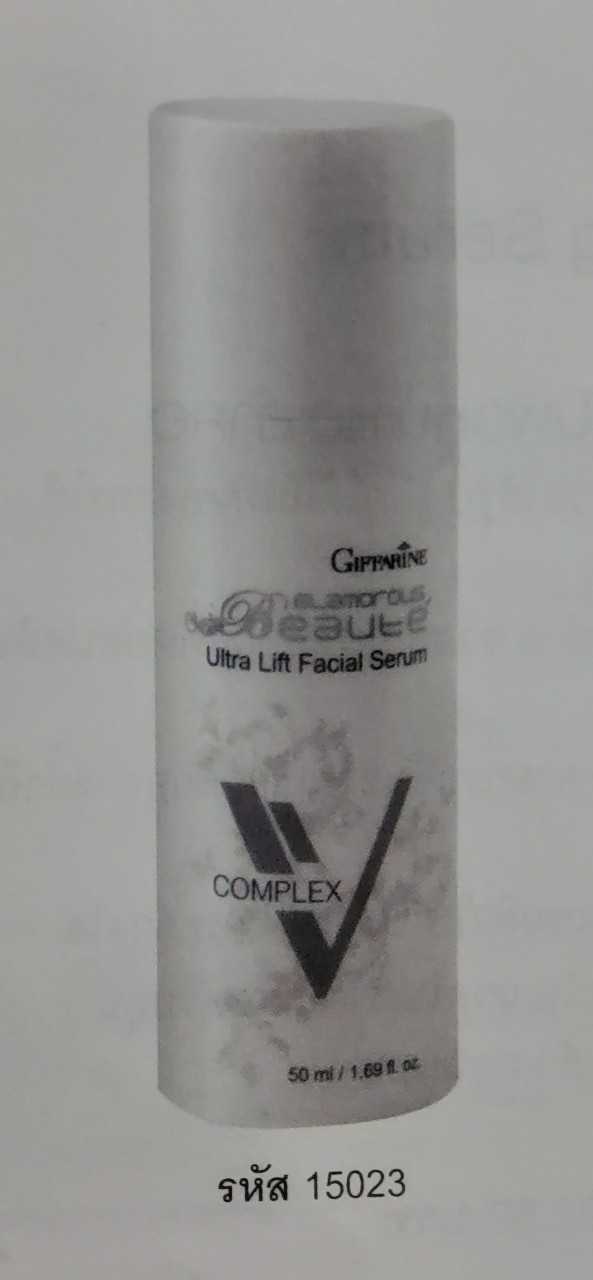 GIFFARINE
Glamorous
Beauté
Ultra Lift Facial Serum
COMPLEX
V
50 ml / 1.69 fl. oz.
รหัส 15023